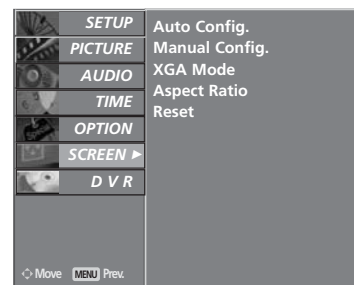 SETUP
PICTURE
AUDIO
TIME
OPTION
SCREEN ►
D V R
Move MENU Prev.
Auto Config.
Manual Config.
XGA Mode
Aspect Ratio
Reset